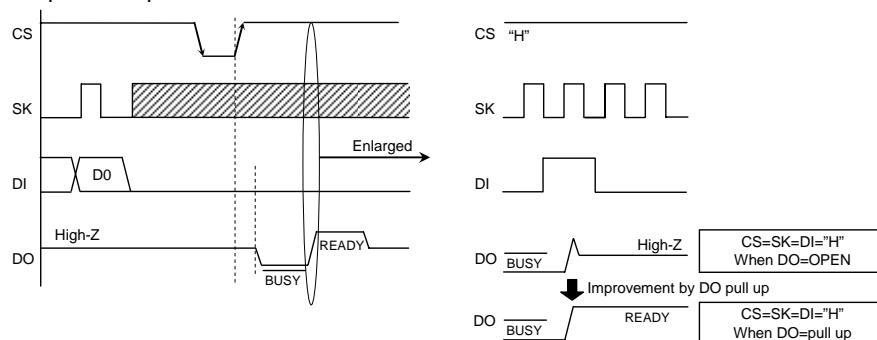 CS
SK
DI
D0
Enlarged
DO
High-Z
BUSY
READY
CS
“H”
SK
DI
DO
BUSY
High-Z
CS=SK=DI=”H”
When DO=OPEN
Improvement by DO pull up
DO
BUSY
READY
CS=SK=DI=”H”
When DO=pull up